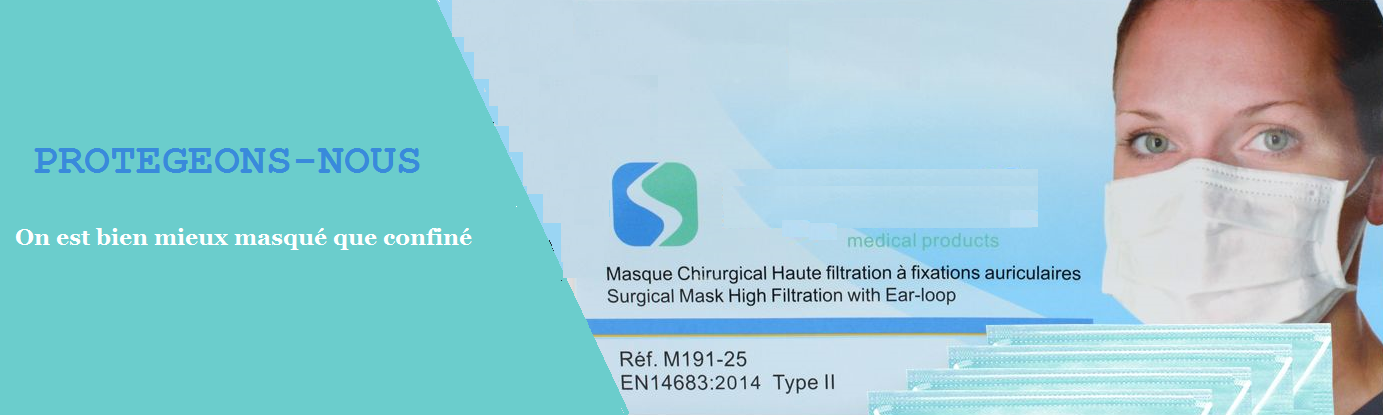 PROTEGEONS-NOUS
On est bien mieux masqué que confiné
medical products
Masque Chirurgical Haute filtration à fixations auriculaires
Surgical Mask High Filtration with Ear-loop
Réf. M191-25
EN14683:2014 Type II